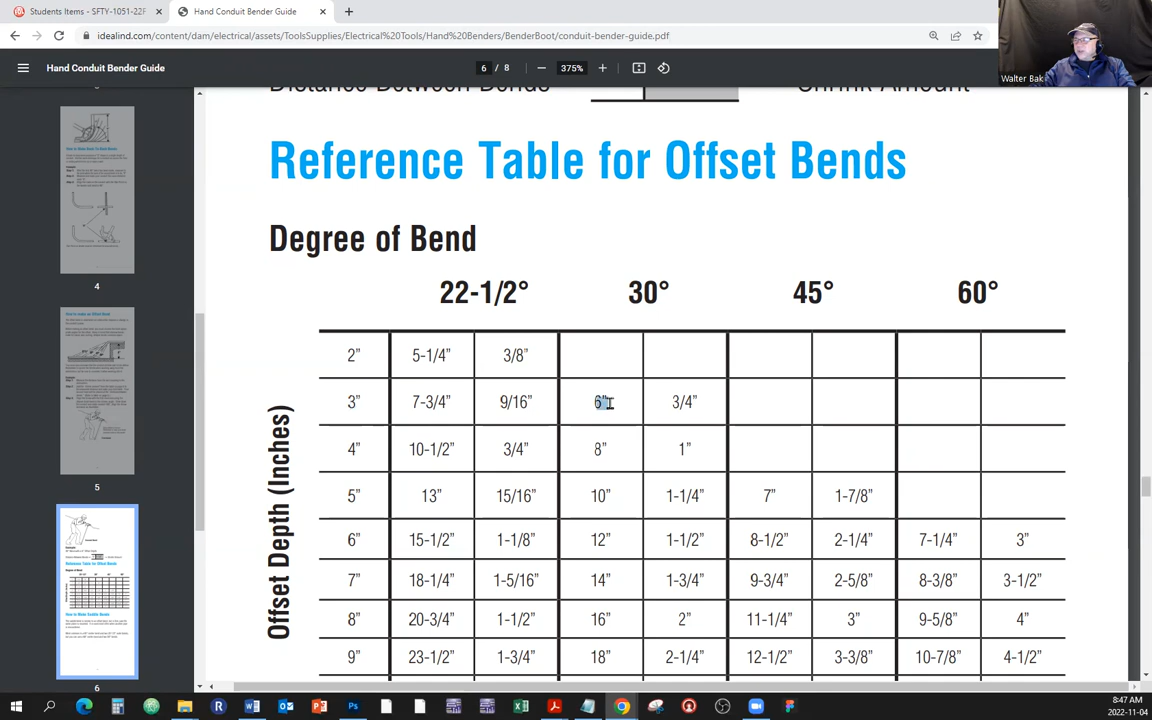 Students Items - SFTY-1051-22F
Hand Conduit Bender Guide
idealind.com/content/dam/electrical/assets/ToolsSupplies/Electrical%20Tools/Hand%20Benders/BenderBoot/conduit-bender-guide.pdf
Hand Conduit Bender Guide
6 / 8
375%
Walter Bak
Distance Between Bends
Shrink Amount
Reference Table for Offset Bends
Degree of Bend
22-1/2° 30° 45° 60°
Offset Depth (Inches)
2” 5-1/4” 3/8”
3” 7-3/4” 9/16” 6” 3/4”
4” 10-1/2” 3/4” 8” 1”
5” 13” 15/16” 10” 1-1/4” 7” 1-7/8”
6” 15-1/2” 1-1/8” 12” 1-1/2” 8-1/2” 2-1/4” 7-1/4” 3”
7” 18-1/4” 1-5/16” 14” 1-3/4” 9-3/4” 2-5/8” 8-3/8” 3-1/2”
8” 20-3/4” 1-1/2” 16” 2” 11-1/4” 3” 9-5/8” 4”
9” 23-1/2” 1-3/4” 18” 2-1/4” 12-1/2” 3-3/8” 10-7/8” 4-1/2”
4
5
6
8:47 AM
2022-11-04